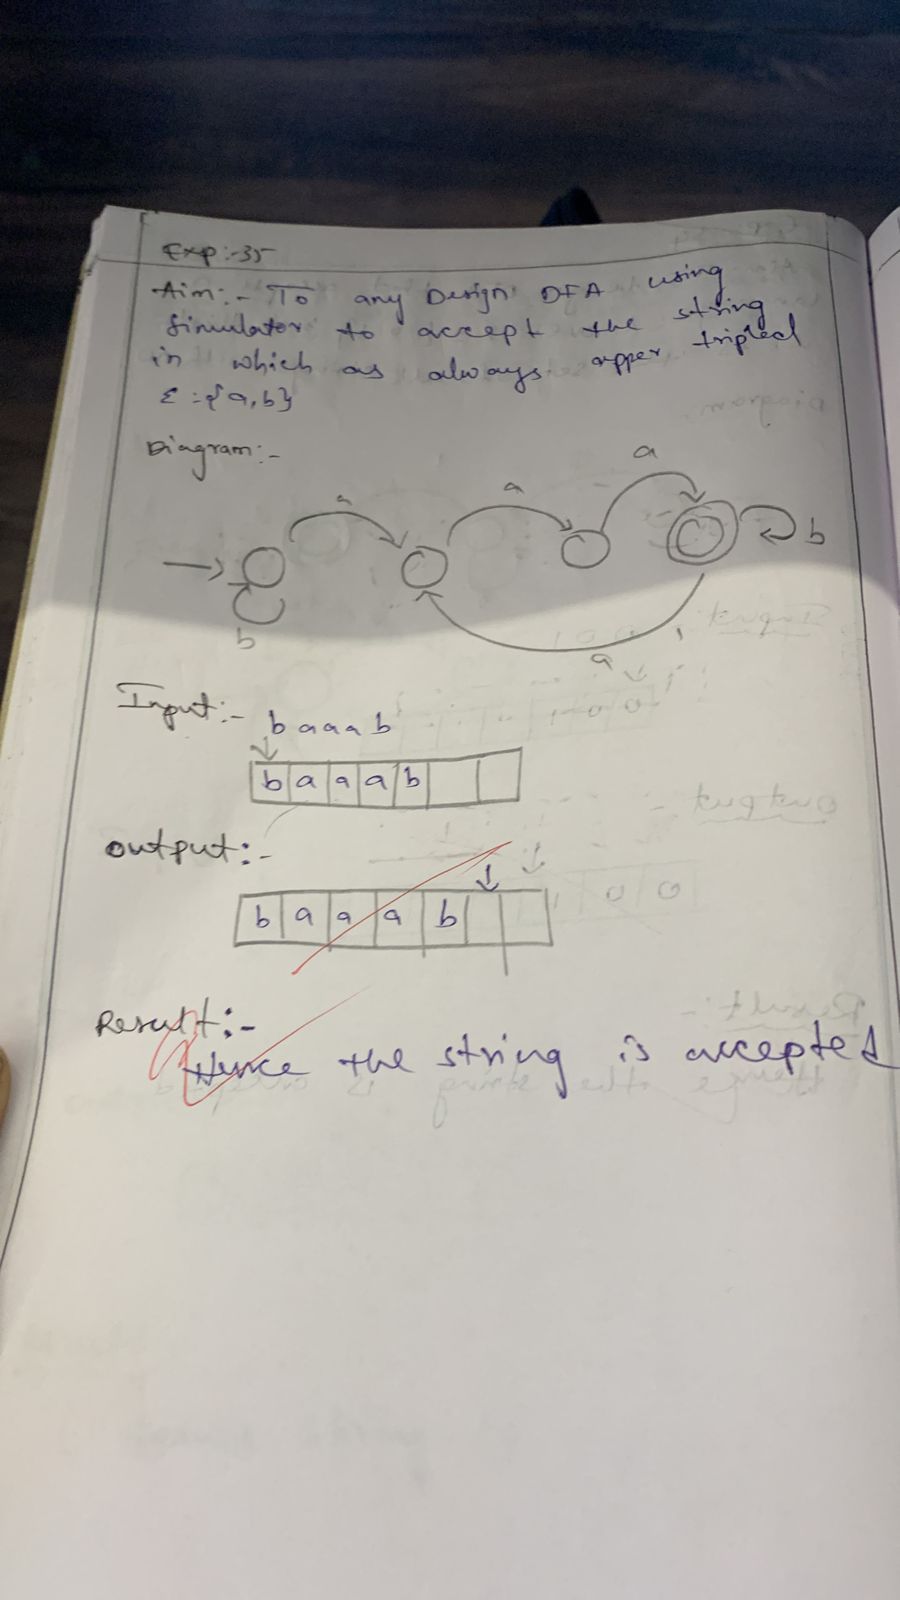 Exp:-35
Aim:- To any Design DFA using
Simulator to accept the string
in which as always apper tripled
Σ={a,b}
Diagram:-
a
a
a
b
b
a
Input:- baaab
b a a a b
Output:-
b a a a b
Result:-
Hence the string is accepted